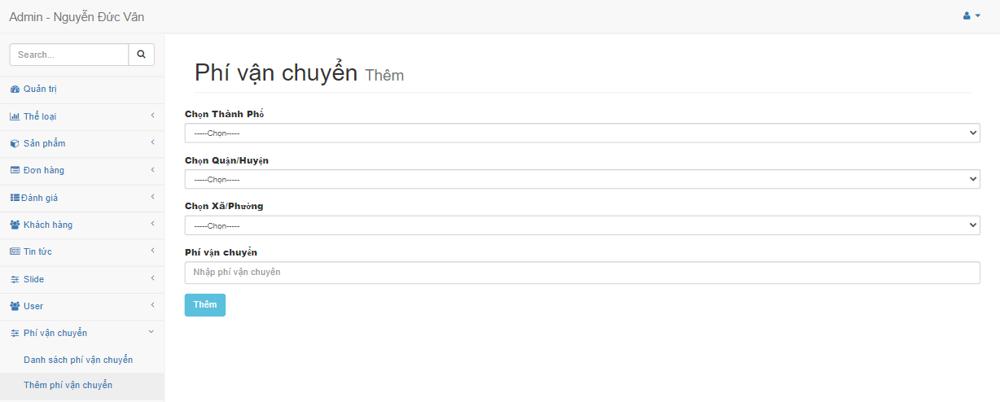 Admin - Nguyễn Đức Vân
Search...
Quản trị
Thể loại
Sản phẩm
Đơn hàng
Đánh giá
Khách hàng
Tin tức
Slide
User
Phí vận chuyển
Danh sách phí vận chuyển
Thêm phí vận chuyển
Phí vận chuyển Thêm
Chọn Thành Phố
-----Chọn-----
Chọn Quận/Huyện
-----Chọn-----
Chọn Xã/Phường
-----Chọn-----
Phí vận chuyển
Nhập phí vận chuyển
Thêm